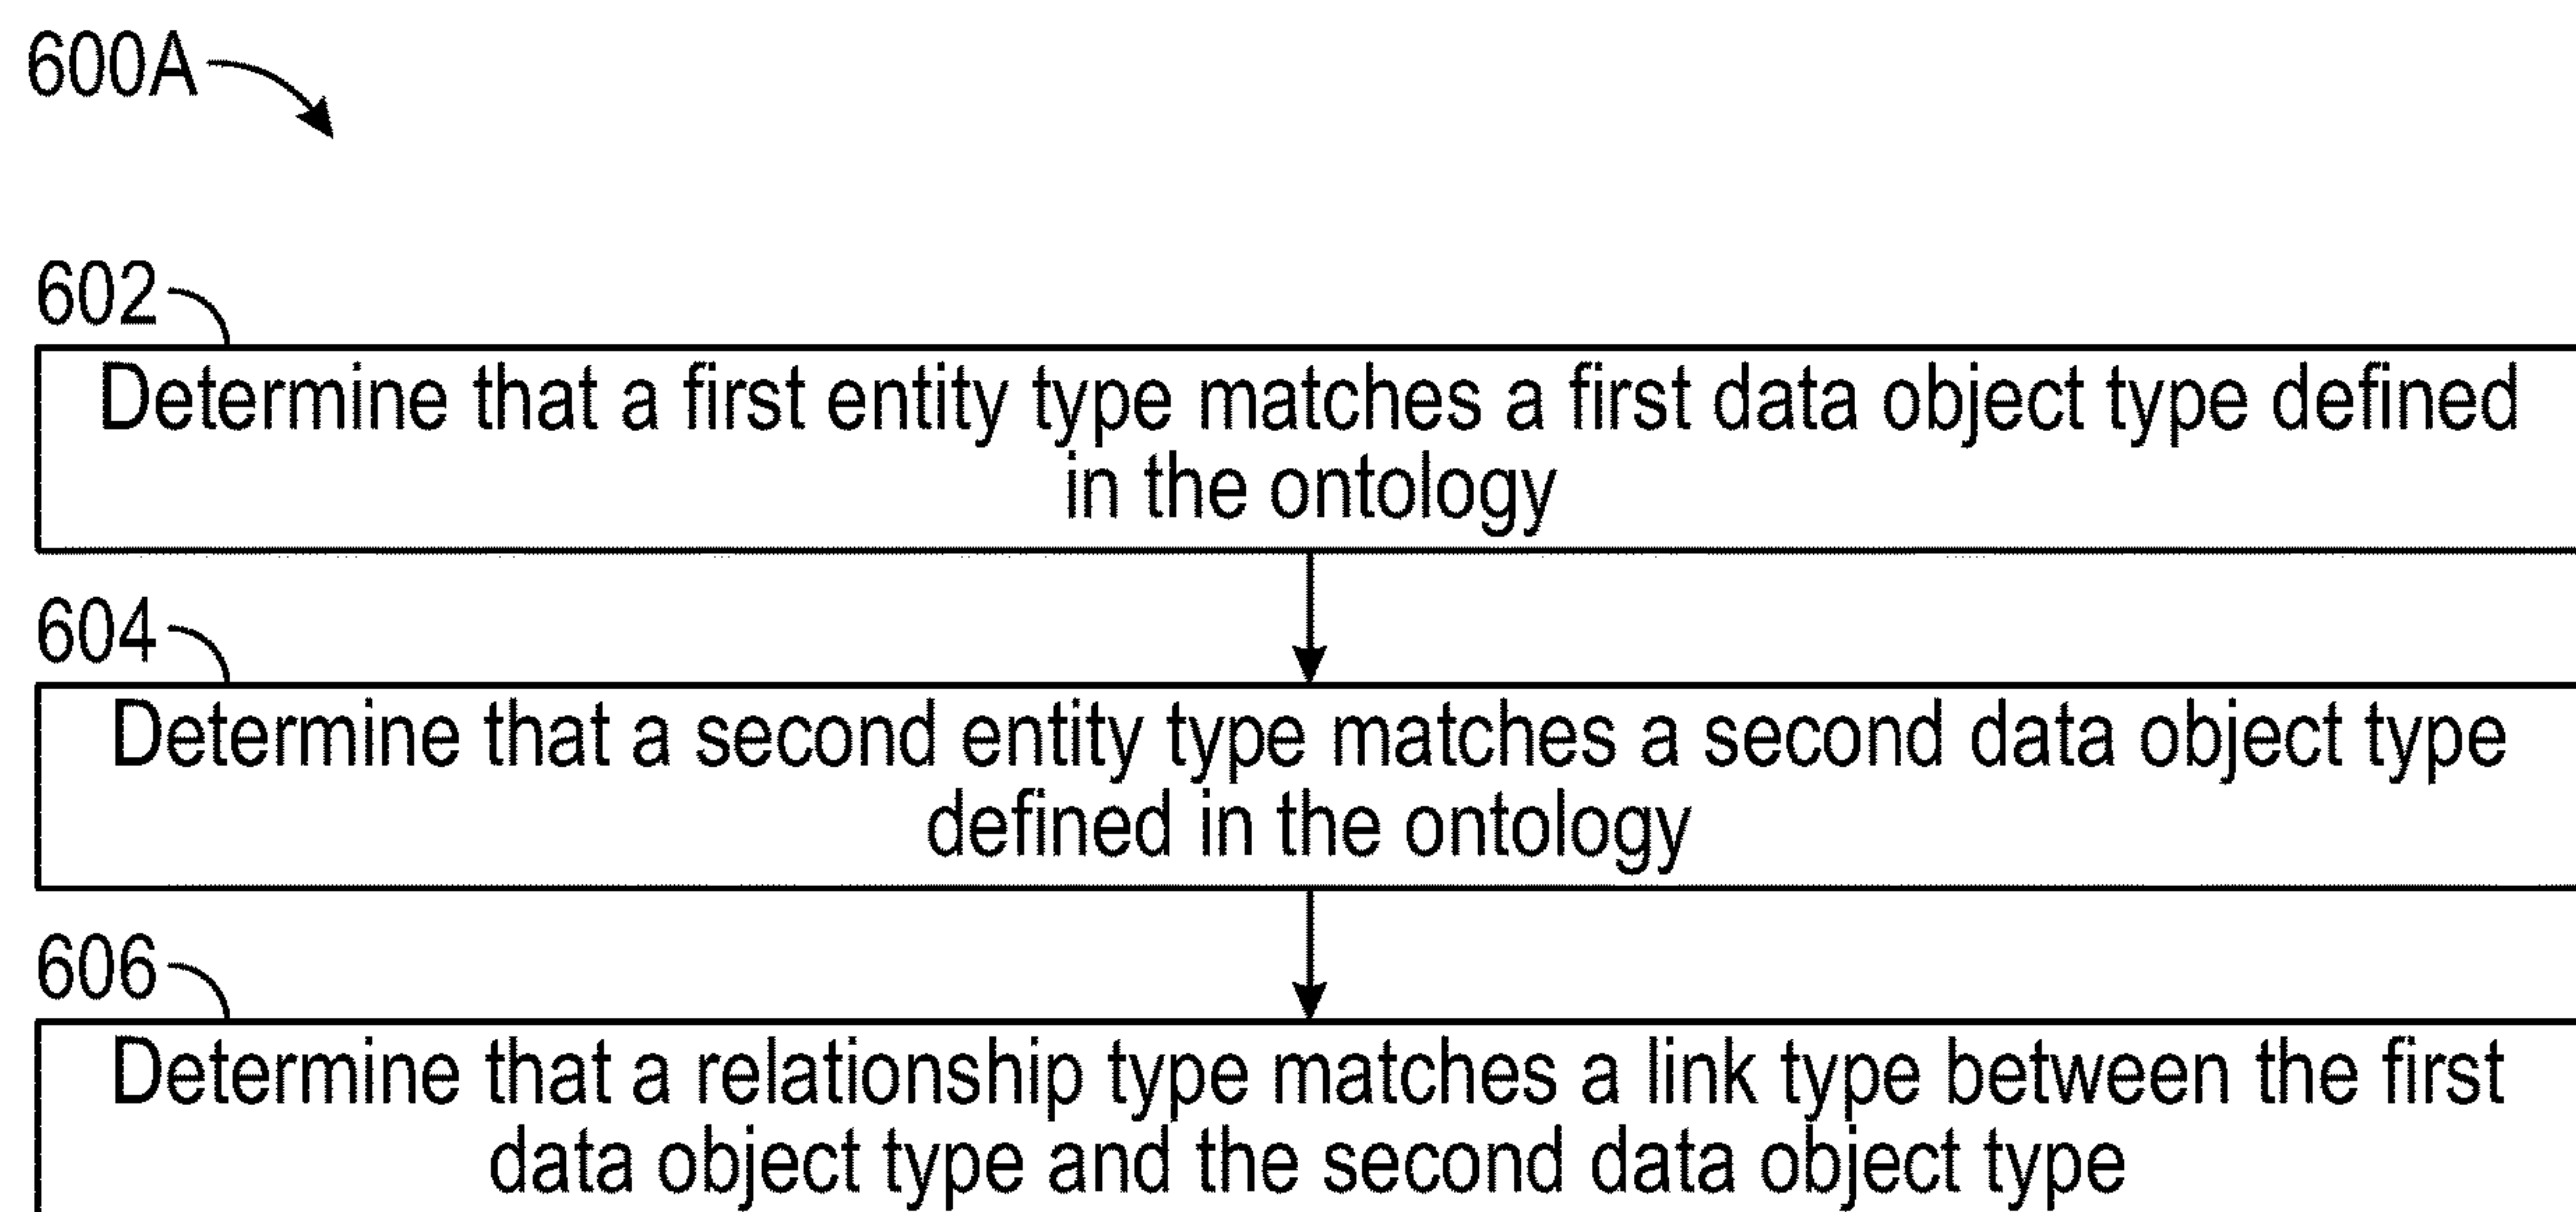 600A
602
Determine that a first entity type matches a first data object type defined
in the ontology
604
Determine that a second entity type matches a second data object type
defined in the ontology
606
Determine that a relationship type matches a link type between the first
data object type and the second data object type